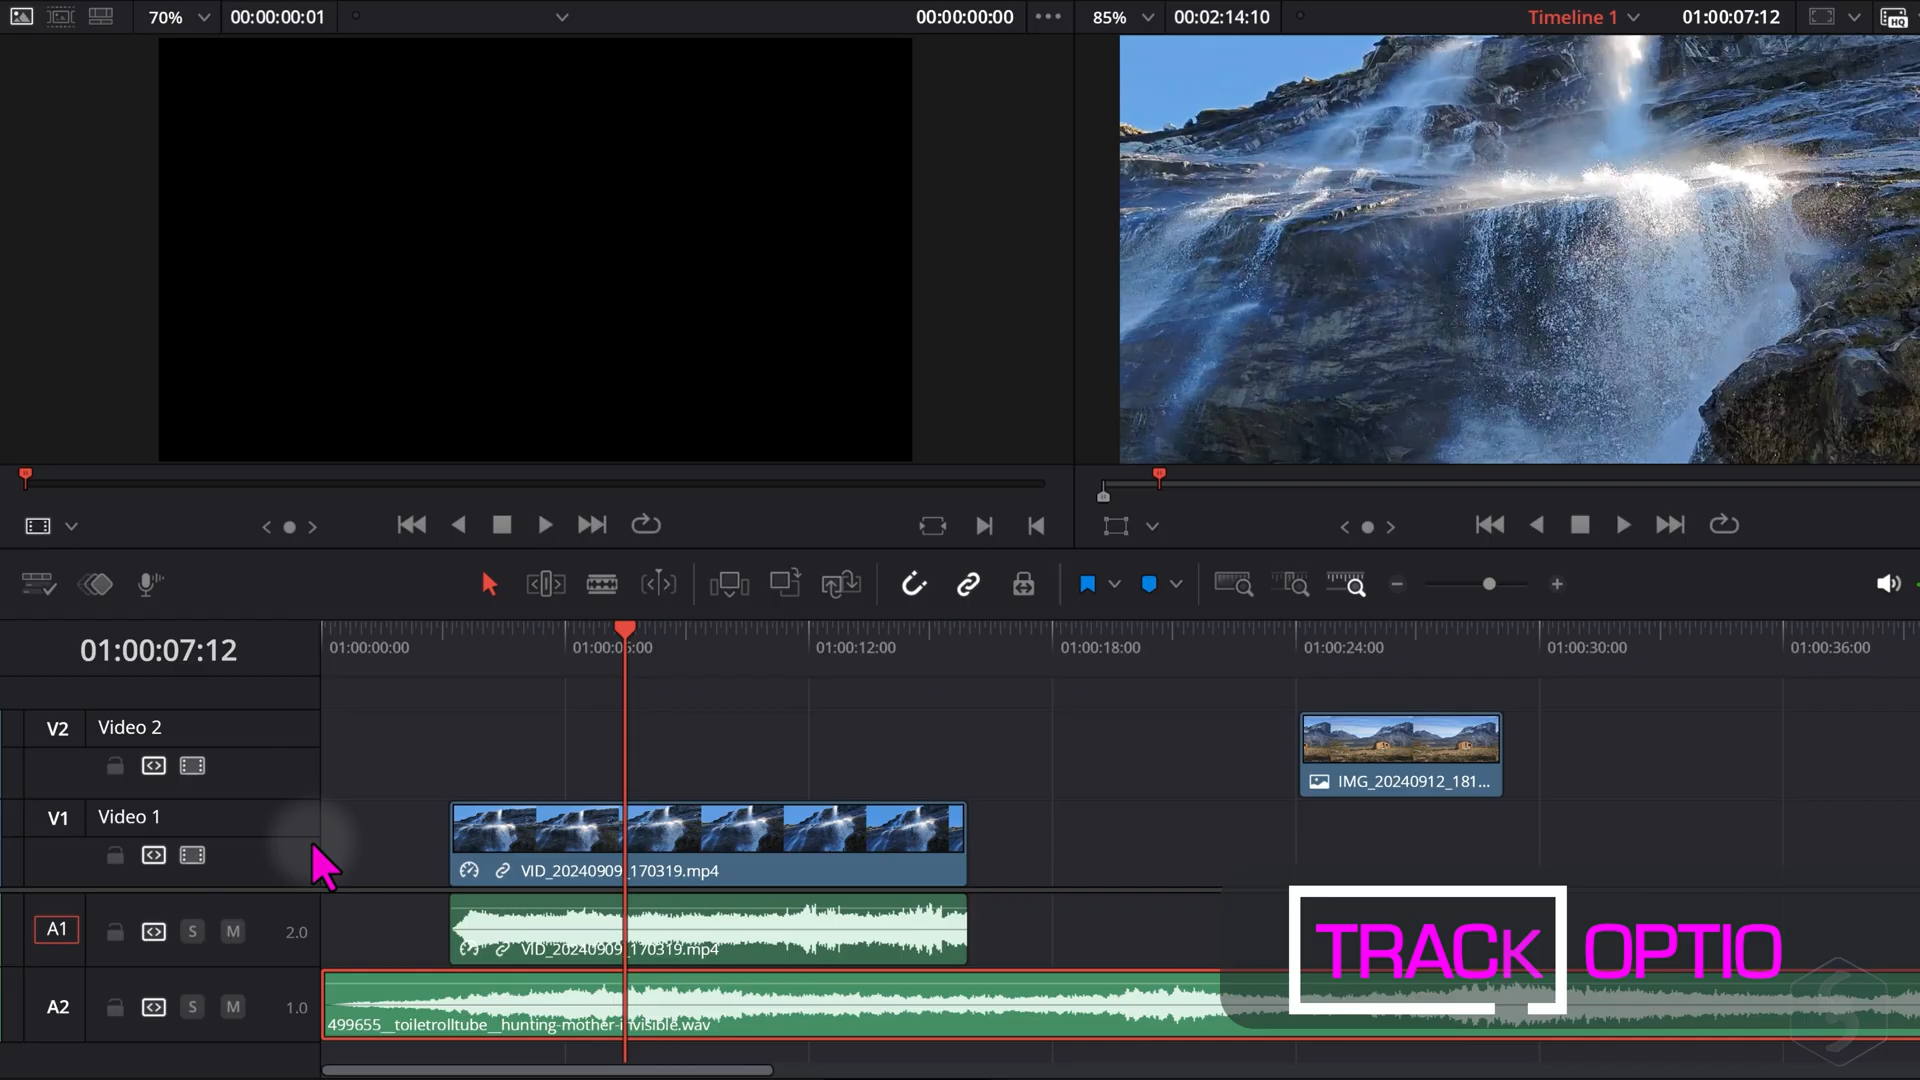 70%
00:00:00:01
00:00:00:00
85%
00:02:14:10
Timeline 1
01:00:07:12
HQ
01:00:07:12
01:00:00:00
01:00:06:00
01:00:12:00
01:00:18:00
01:00:24:00
01:00:30:00
01:00:36:00
V2
Video 2
IMG_20240912_181...
V1
Video 1
VID_20240909_170319.mp4
A1
S
M
2.0
VID_20240909_170319.mp4
TRACK OPTIO
A2
S
M
1.0
499655__toiletrolltube__hunting-mother-invisible.wav